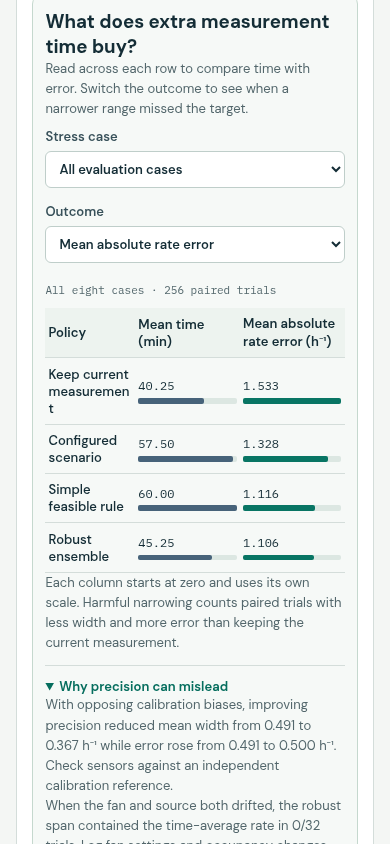 What does extra measurement
time buy?
Read across each row to compare time with
error. Switch the outcome to see when a
narrower range missed the target.
Stress case
All evaluation cases
Outcome
Mean absolute rate error
All eight cases · 256 paired trials
Policy
Mean time
(min)
Mean absolute
rate error (h⁻¹)
Keep current
measuremen
t
40.25
1.533
Configured
scenario
57.50
1.328
Simple
feasible rule
60.00
1.116
Robust
ensemble
45.25
1.106
Each column starts at zero and uses its own
scale. Harmful narrowing counts paired trials with
less width and more error than keeping the
current measurement.
▼ Why precision can mislead
With opposing calibration biases, improving
precision reduced mean width from 0.491 to
0.367 h⁻¹ while error rose from 0.491 to 0.500 h⁻¹.
Check sensors against an independent
calibration reference.
When the fan and source both drifted, the robust
span contained the time-average rate in 0/32
trials. Log fan settings and occupancy changes